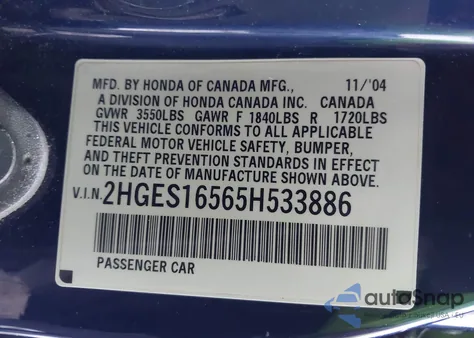 MFD. BY HONDA OF CANADA MFG., 11/'04
A DIVISION OF HONDA CANADA INC. CANADA
GVWR 3550LBS GAWR F 1840LBS R 1720LBS
THIS VEHICLE CONFORMS TO ALL APPLICABLE
FEDERAL MOTOR VEHICLE SAFETY, BUMPER,
AND THEFT PREVENTION STANDARDS IN EFFECT
ON THE DATE OF MANUFACTURE SHOWN ABOVE.
V.I.N. 2HGES16565H533886
PASSENGER CAR
autoSnap